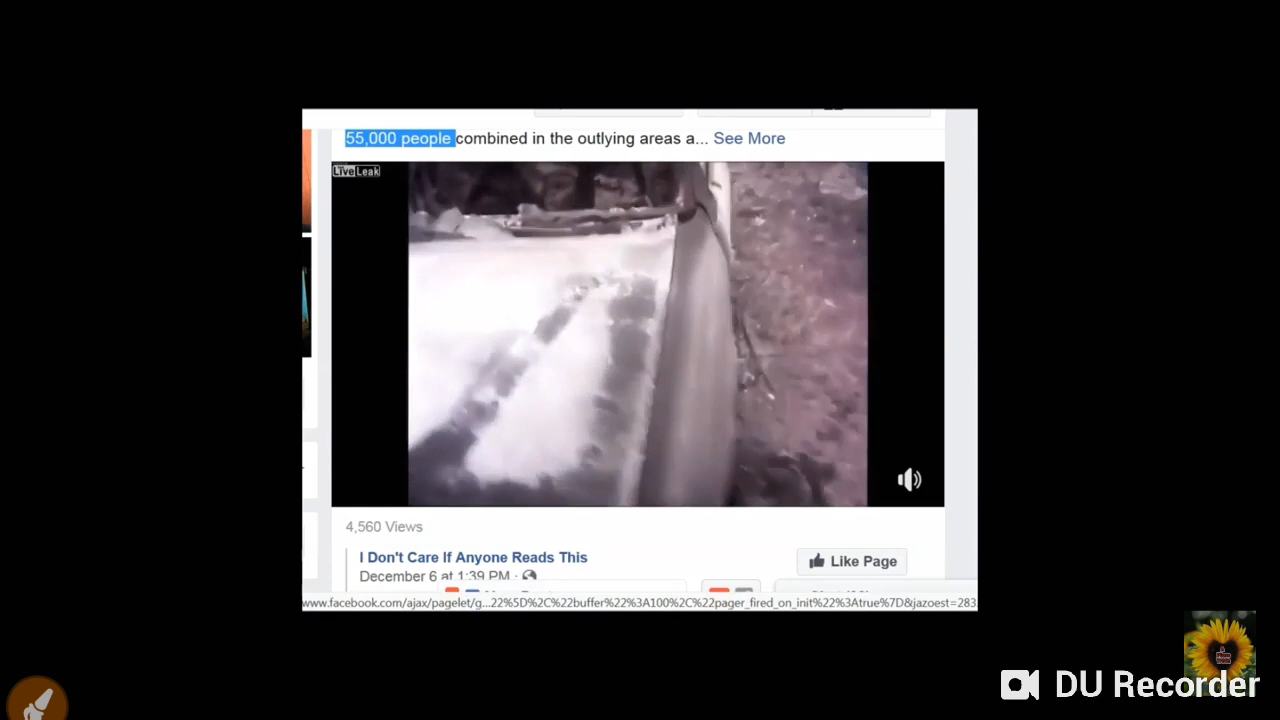 55,000 people combined in the outlying areas a... See More
LiveLeak
4,560 Views
I Don't Care If Anyone Reads This
Like Page
December 6 at 1:39 PM ·
www.facebook.com/ajax/pagelet/g...22%5D%2C%22buffer%22%3A100%2C%22pager_fired_on_init%22%3Atrue%7D&jazoest=283
DU Recorder